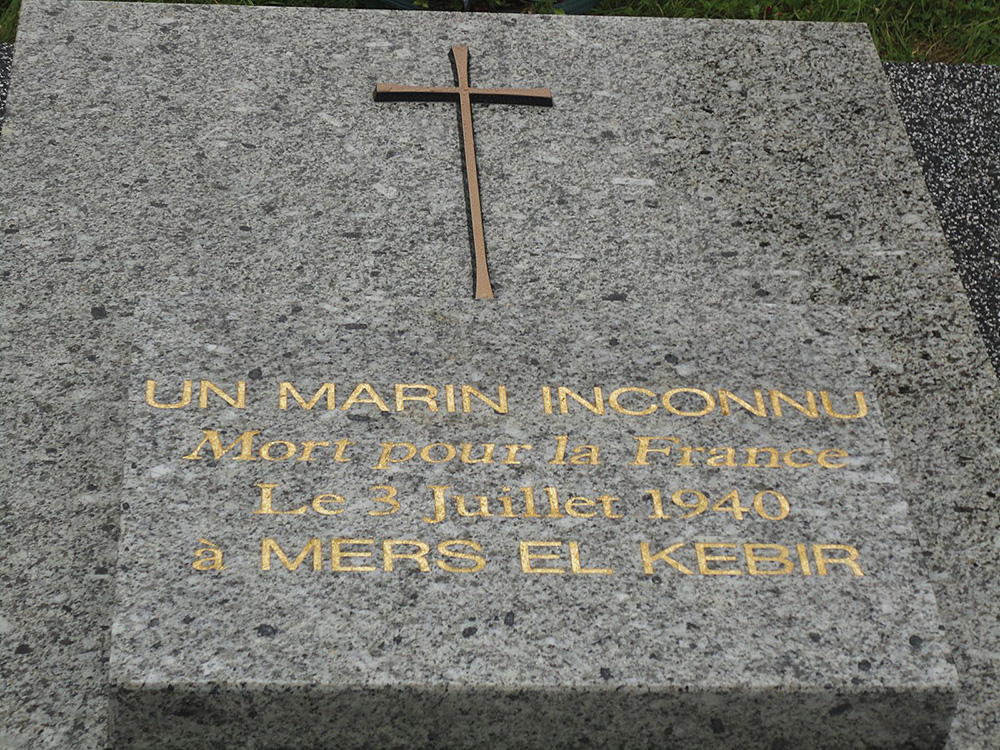 UN MARIN INCONNU
Mort pour la France
Le 3 Juillet 1940
à MERS EL KEBIR